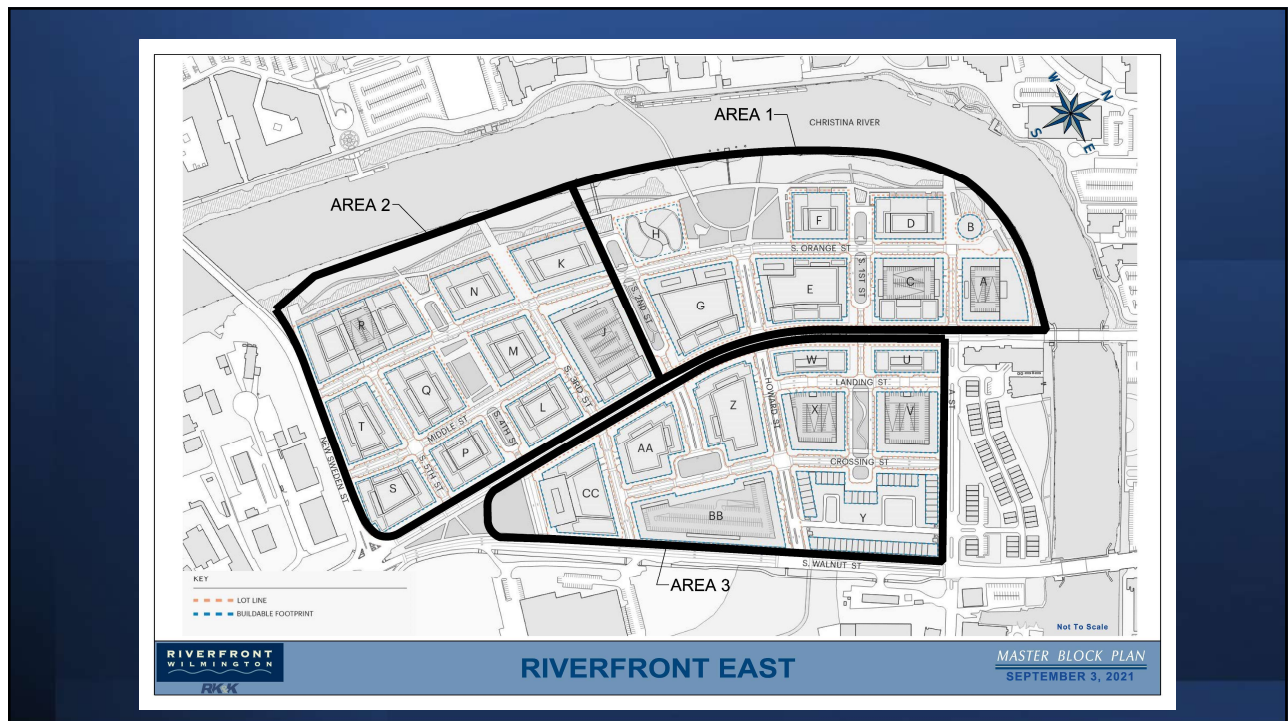 AREA 1
CHRISTINA RIVER
W N
S E
AREA 2
F
D
B
H
S. ORANGE ST
K
S. 1ST ST
N
S. 2ND ST
G
E
C
A
R
J
M
W
U
Q
S. 3RD ST
HOWARD ST
LANDING ST.
A ST
L
Z
X
V
T
MIDDLE ST
S. 4TH ST
AA
NEW SWEDEN ST
P
S. 5TH ST
CROSSING ST
S
CC
BB
Y
S. WALNUT ST
AREA 3
KEY
LOT LINE
BUILDABLE FOOTPRINT
Not To Scale
RIVERFRONT
WILMINGTON
RK&K
RIVERFRONT EAST
MASTER BLOCK PLAN
SEPTEMBER 3, 2021